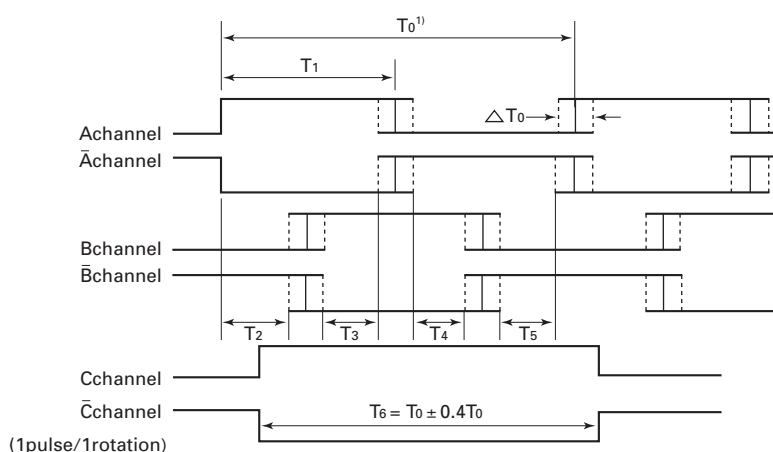 T0 1)
T1
△T0
Achannel
Āchannel
Bchannel
B̄channel
T2
T3
T4
T5
Cchannel
C̄channel
T6 = T0 ± 0.4T0
(1pulse/1rotation)